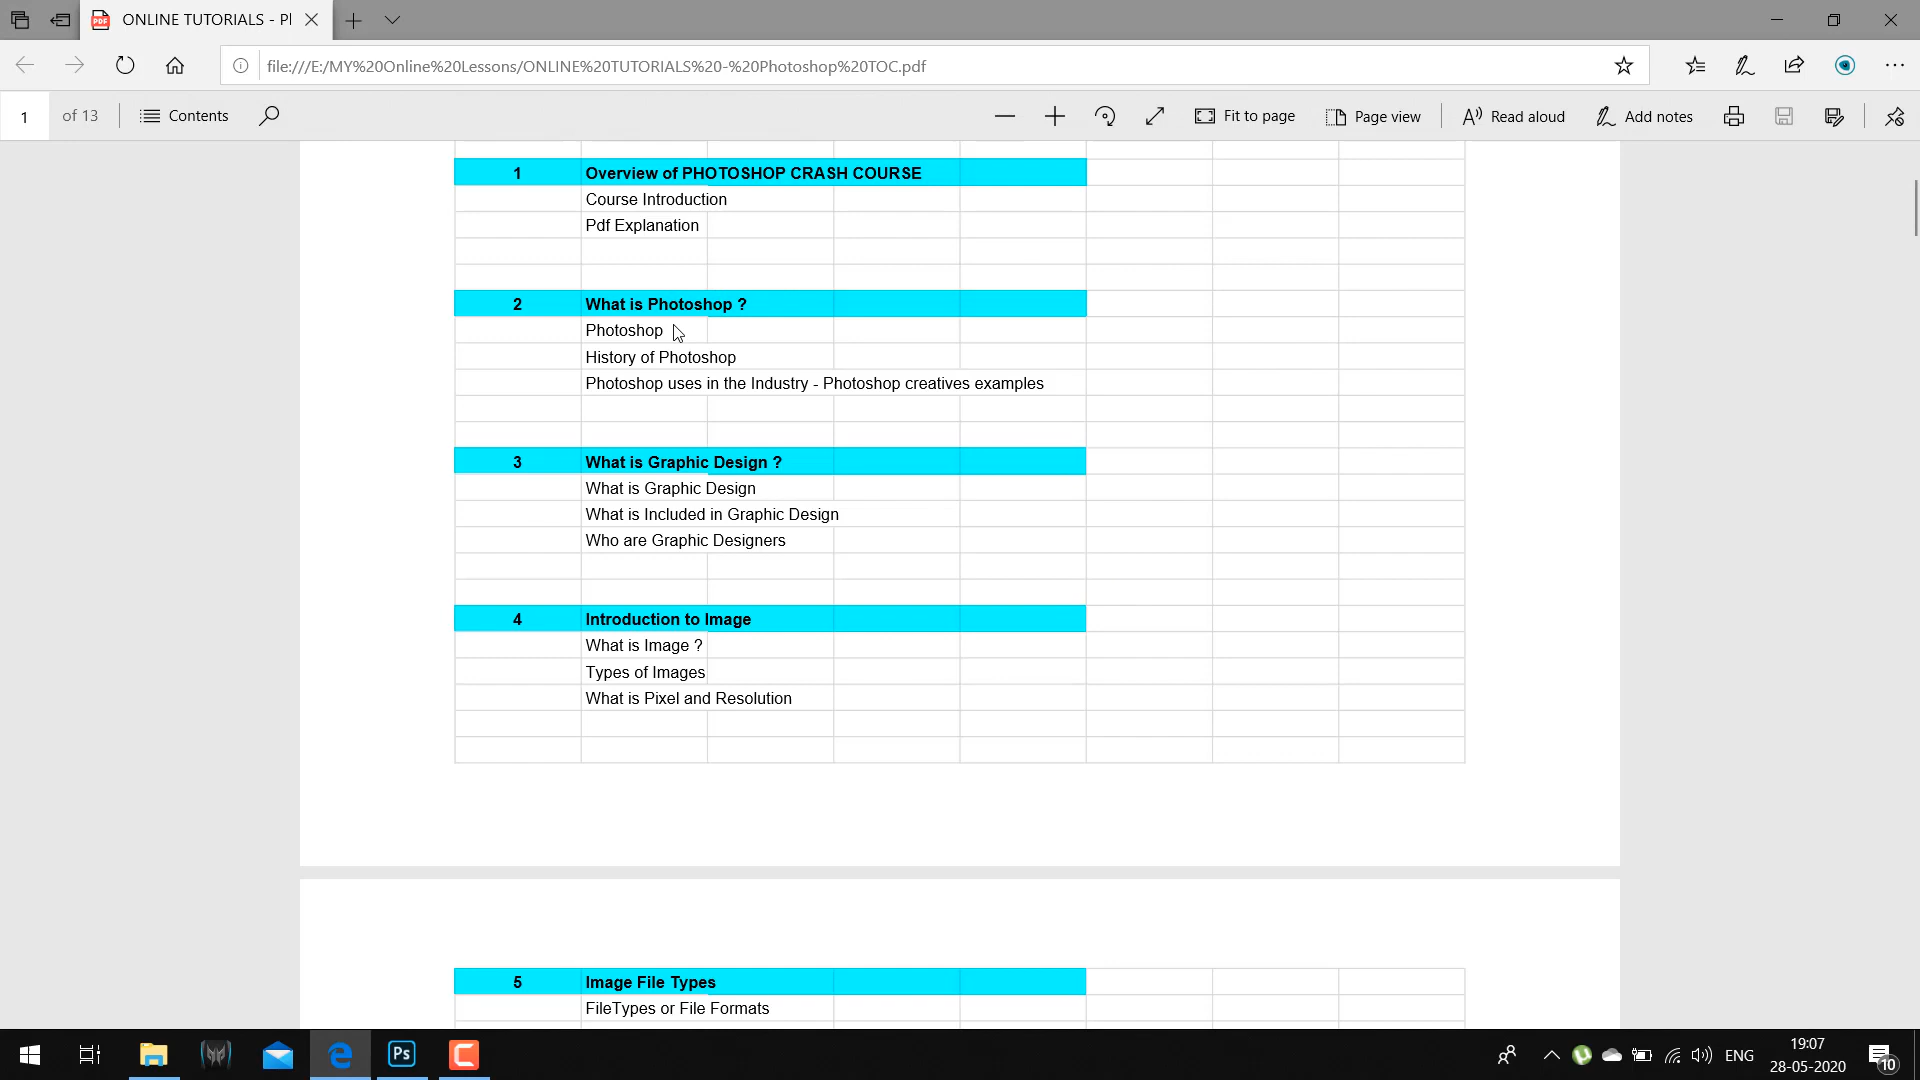 ONLINE TUTORIALS - Pl
file:///E:/MY%20Online%20Lessons/ONLINE%20TUTORIALS%20-%20Photoshop%20TOC.pdf
1 of 13 Contents Fit to page Page view Read aloud Add notes
1 Overview of PHOTOSHOP CRASH COURSE
Course Introduction
Pdf Explanation
2 What is Photoshop ?
Photoshop
History of Photoshop
Photoshop uses in the Industry - Photoshop creatives examples
3 What is Graphic Design ?
What is Graphic Design
What is Included in Graphic Design
Who are Graphic Designers
4 Introduction to Image
What is Image ?
Types of Images
What is Pixel and Resolution
5 Image File Types
FileTypes or File Formats
Ps
ENG
19:07
28-05-2020
10